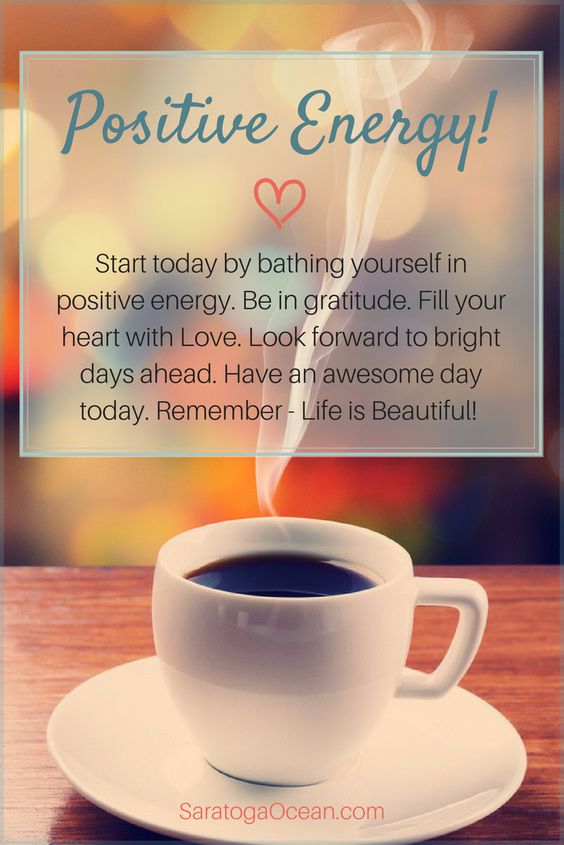 Positive Energy!
Start today by bathing yourself in
positive energy. Be in gratitude. Fill your
heart with Love. Look forward to bright
days ahead. Have an awesome day
today. Remember - Life is Beautiful!
SaratogaOcean.com